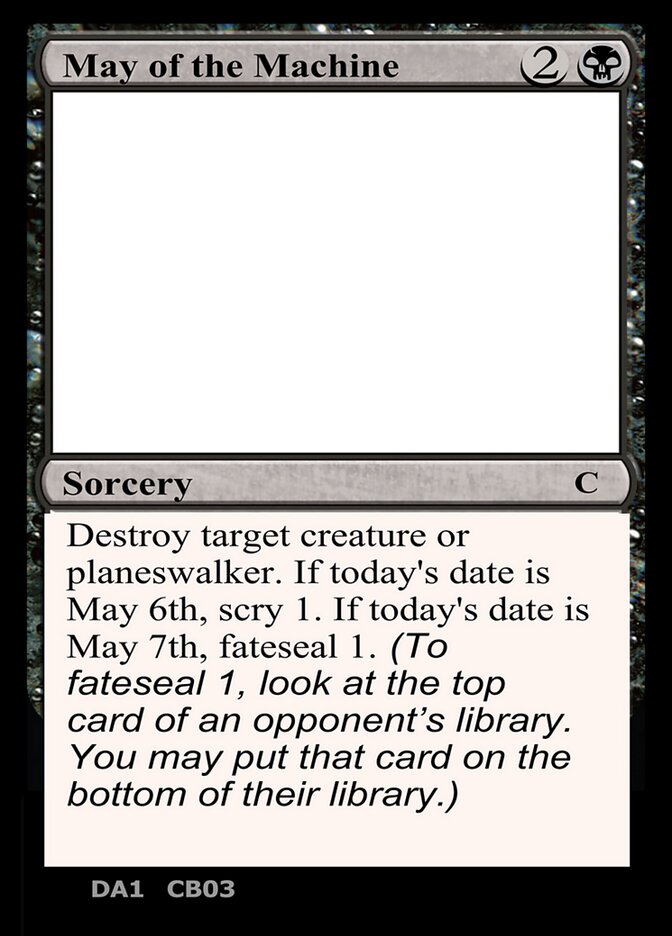 May of the Machine 2
Sorcery C
Destroy target creature or
planeswalker. If today's date is
May 6th, scry 1. If today's date is
May 7th, fateseal 1. (To
fateseal 1, look at the top
card of an opponent’s library.
You may put that card on the
bottom of their library.)
DA1 CB03